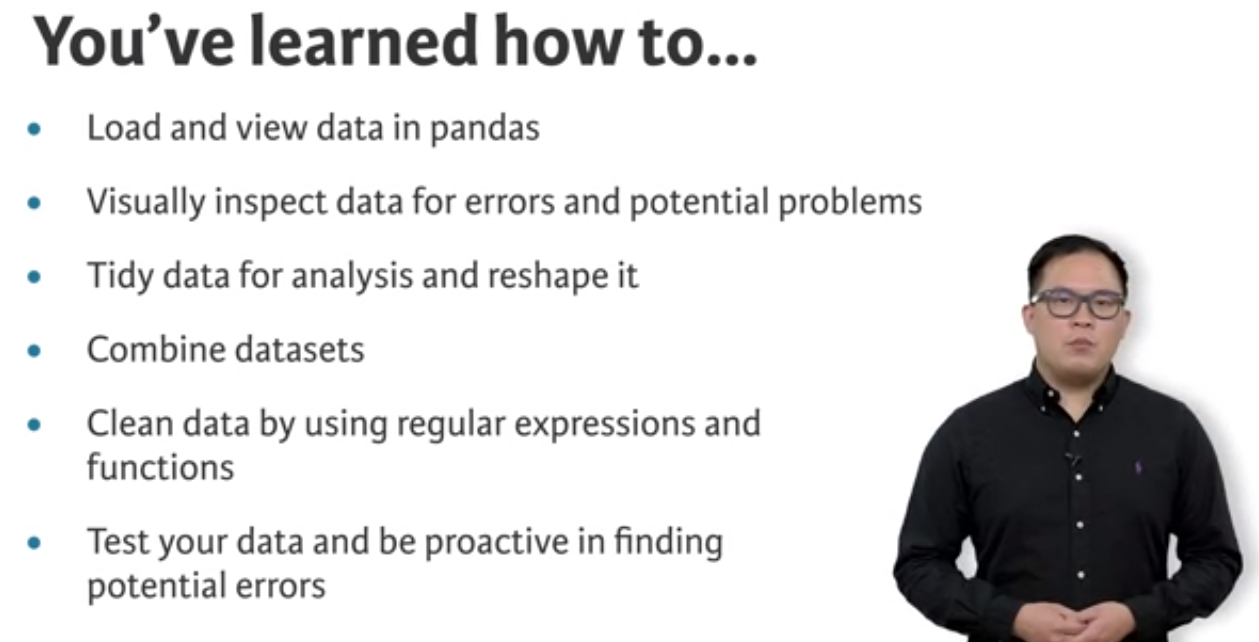 You’ve learned how to...
• Load and view data in pandas
• Visually inspect data for errors and potential problems
• Tidy data for analysis and reshape it
• Combine datasets
• Clean data by using regular expressions and
functions
• Test your data and be proactive in finding
potential errors